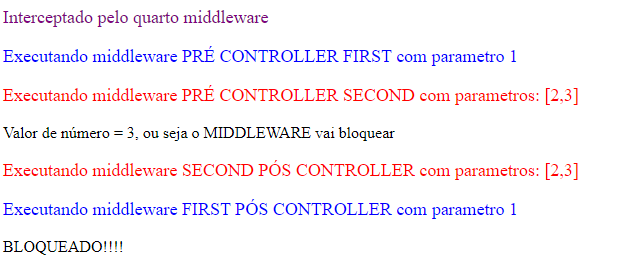 Interceptado pelo quarto middleware
Executando middleware PRÉ CONTROLLER FIRST com parametro 1
Executando middleware PRÉ CONTROLLER SECOND com parametros: [2,3]
Valor de número = 3, ou seja o MIDDLEWARE vai bloquear
Executando middleware SECOND PÓS CONTROLLER com parametros: [2,3]
Executando middleware FIRST PÓS CONTROLLER com parametro 1
BLOQUEADO!!!!